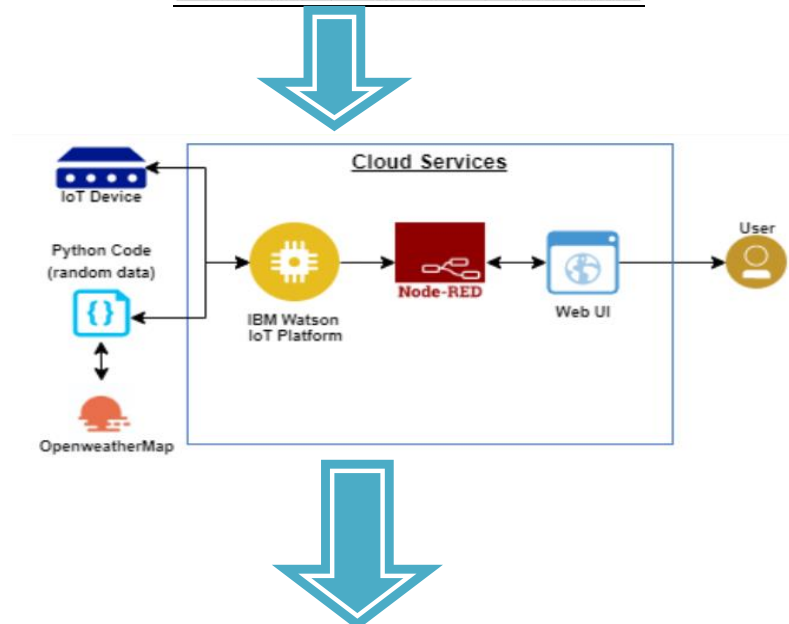 Cloud Services
IoT Device
Python Code
(random data)
{}
IBM Watson
IoT Platform
Node-RED
Web UI
User
OpenweatherMap